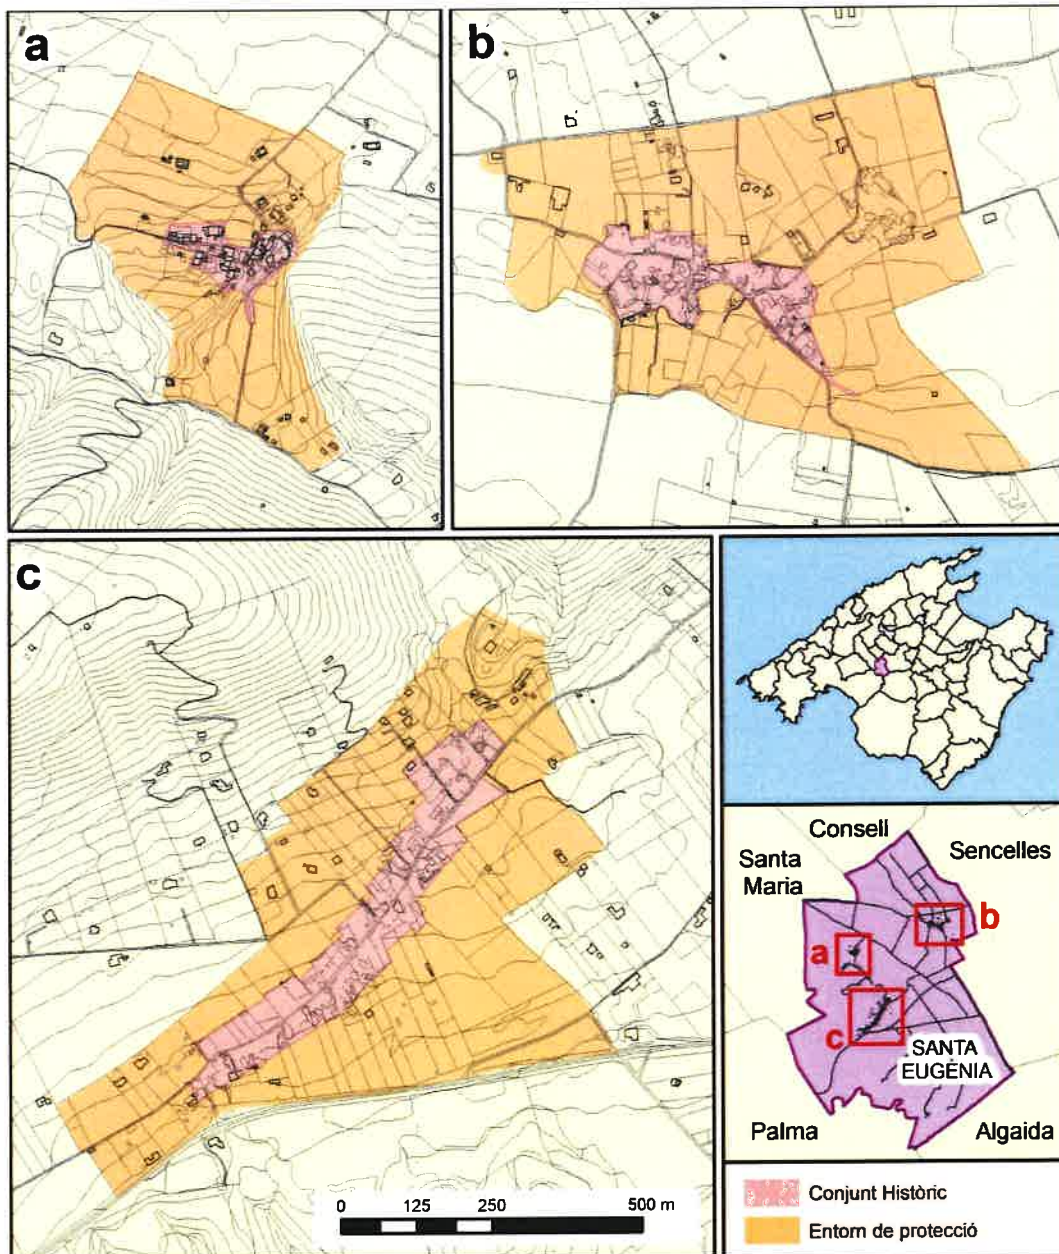 a
b
c
0 125 250 500 m
Consell
Santa
Maria
Sencelles
b
a
c
SANTA
EUGÈNIA
Palma
Algaida
Conjunt Històric
Entorn de protecció